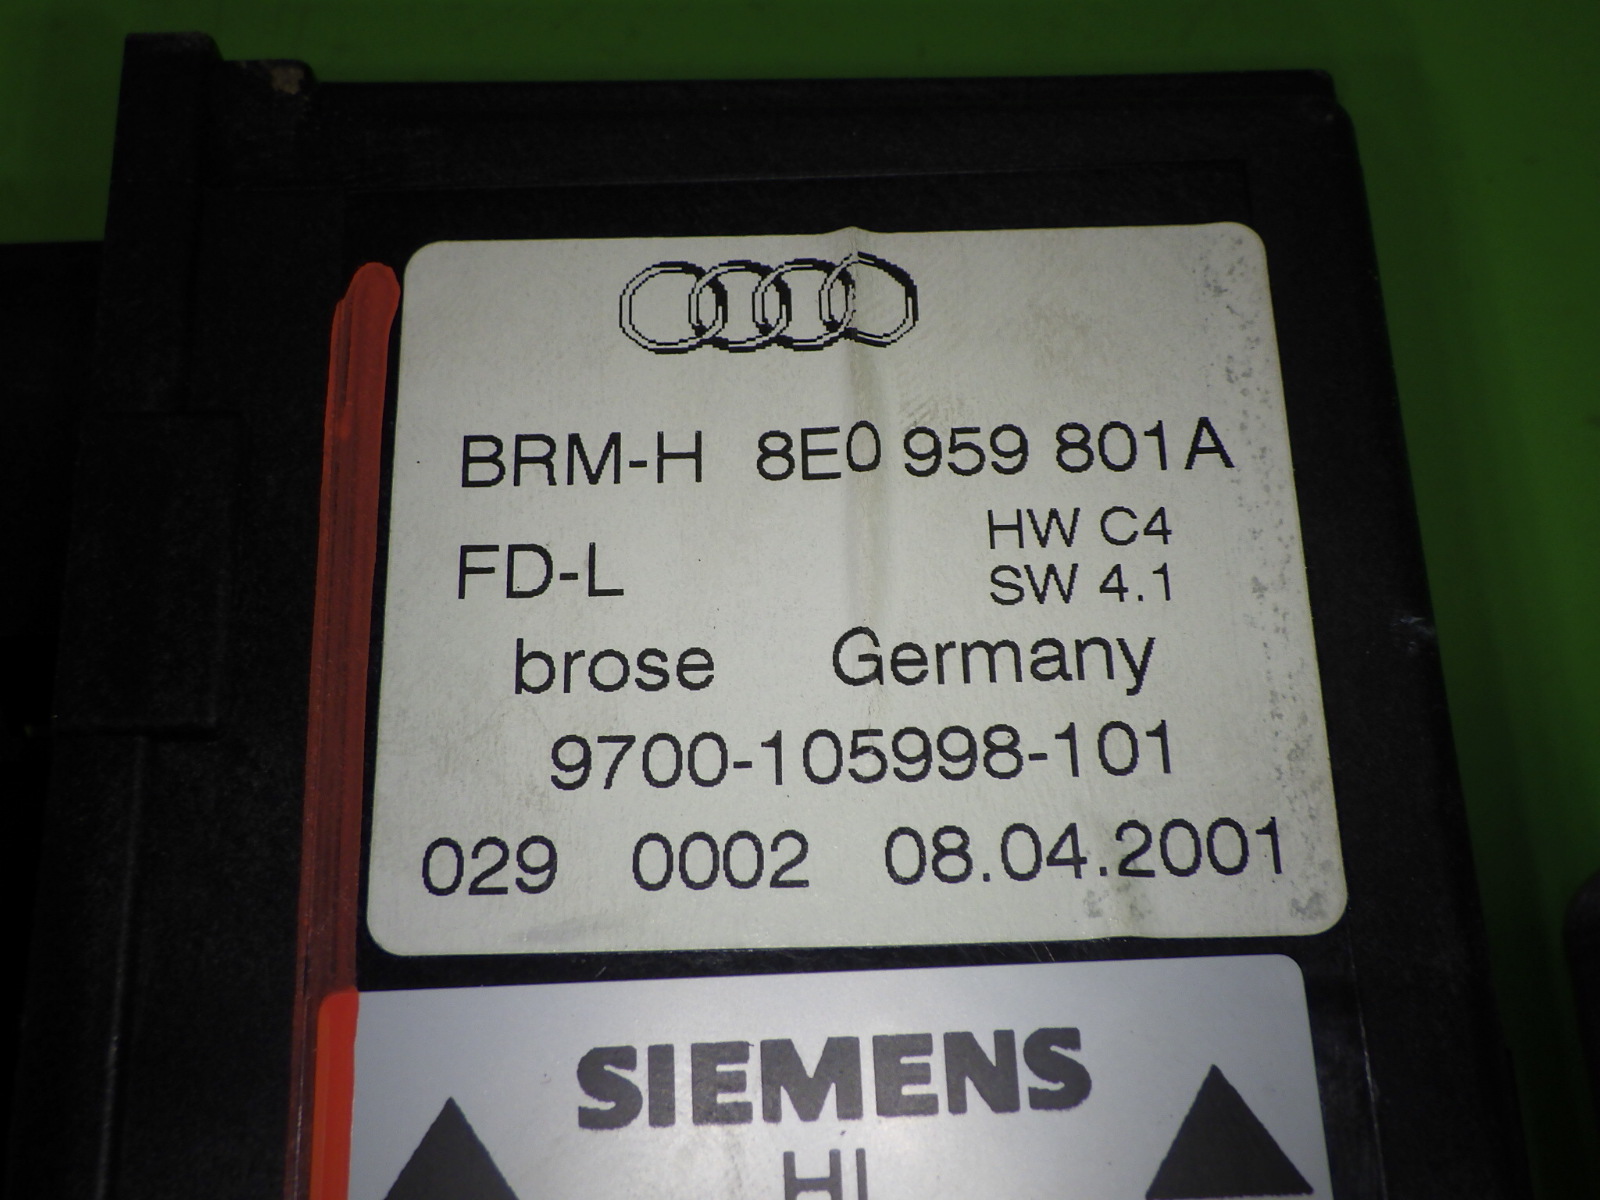 BRM-H 8E0 959 801A
HW C4
FD-L
SW 4.1
brose Germany
9700-105998-101
029 0002 08.04.2001
SIEMENS